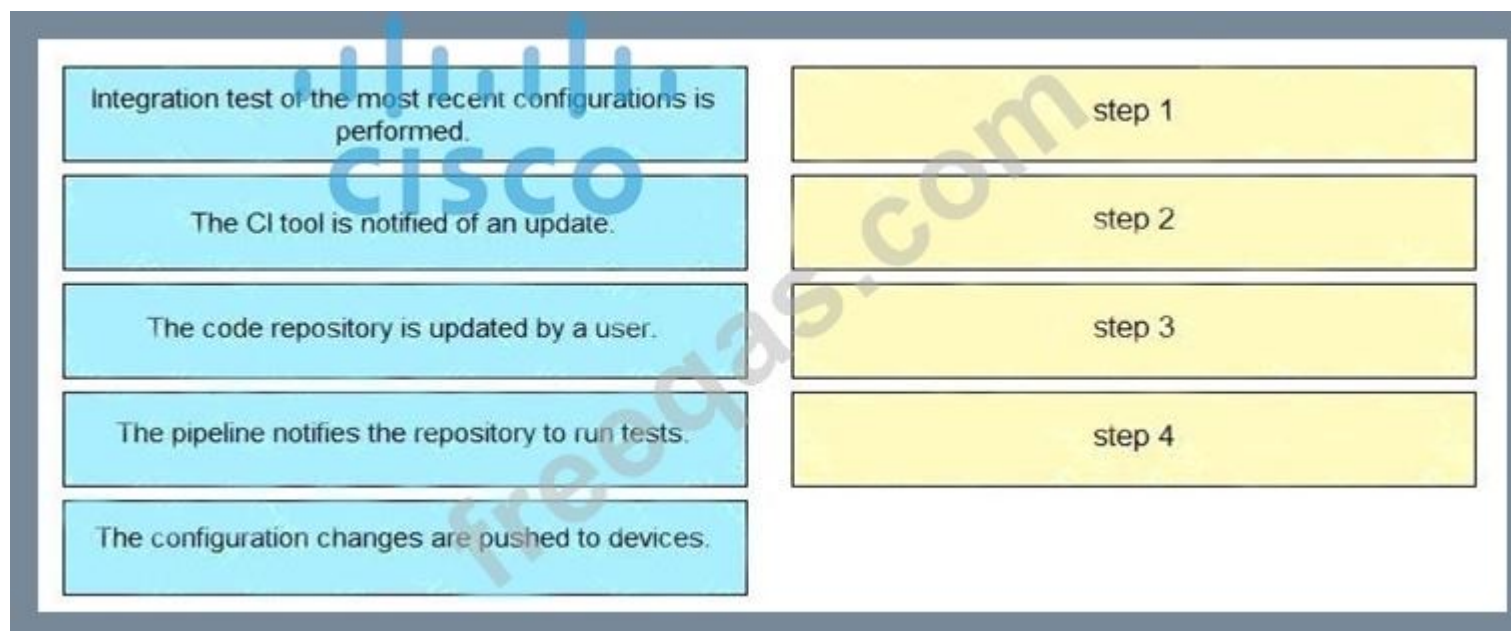 Integration test of the most recent configurations is
performed.
CISCO
The CI tool is notified of an update.
The code repository is updated by a user.
The pipeline notifies the repository to run tests.
The configuration changes are pushed to devices.
step 1
step 2
step 3
step 4
freeqas.com